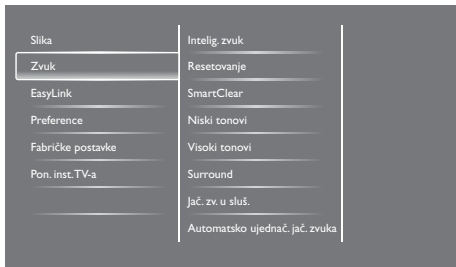 Slika
Zvuk
EasyLink
Preference
Fabričke postavke
Pon. inst.TV-a
Intelig. zvuk
Resetovanje
SmartClear
Niski tonovi
Visoki tonovi
Surround
Jač. zv. u sluš.
Automatsko ujednač. jač. zvuka